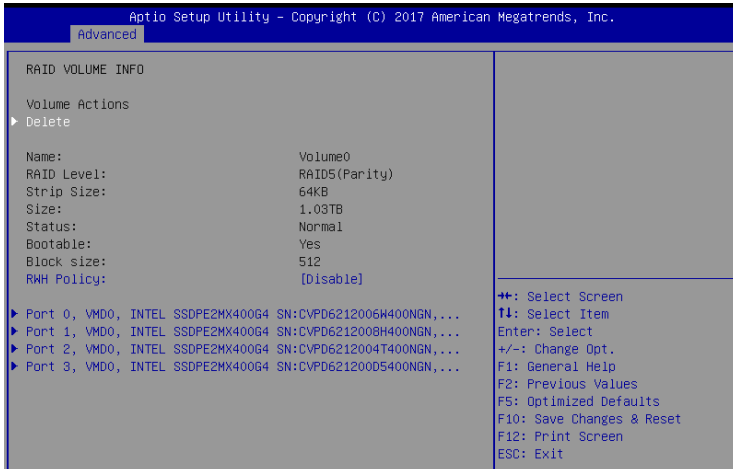 Aptio Setup Utility – Copyright (C) 2017 American Megatrends, Inc.
Advanced
RAID VOLUME INFO
Volume Actions
▶ Delete
Name: Volume0
RAID Level: RAID5(Parity)
Strip Size: 64KB
Size: 1.03TB
Status: Normal
Bootable: Yes
Block size: 512
RWH Policy: [Disable]
▶ Port 0, VMD0, INTEL SSDPE2MX400G4 SN:CVPD6212006W400NGN,...
▶ Port 1, VMD0, INTEL SSDPE2MX400G4 SN:CVPD6212008H400NGN,...
▶ Port 2, VMD0, INTEL SSDPE2MX400G4 SN:CVPD6212004T400NGN,...
▶ Port 3, VMD0, INTEL SSDPE2MX400G4 SN:CVPD621200D5400NGN,...
→←: Select Screen
↑↓: Select Item
Enter: Select
+/-: Change Opt.
F1: General Help
F2: Previous Values
F5: Optimized Defaults
F10: Save Changes & Reset
F12: Print Screen
ESC: Exit